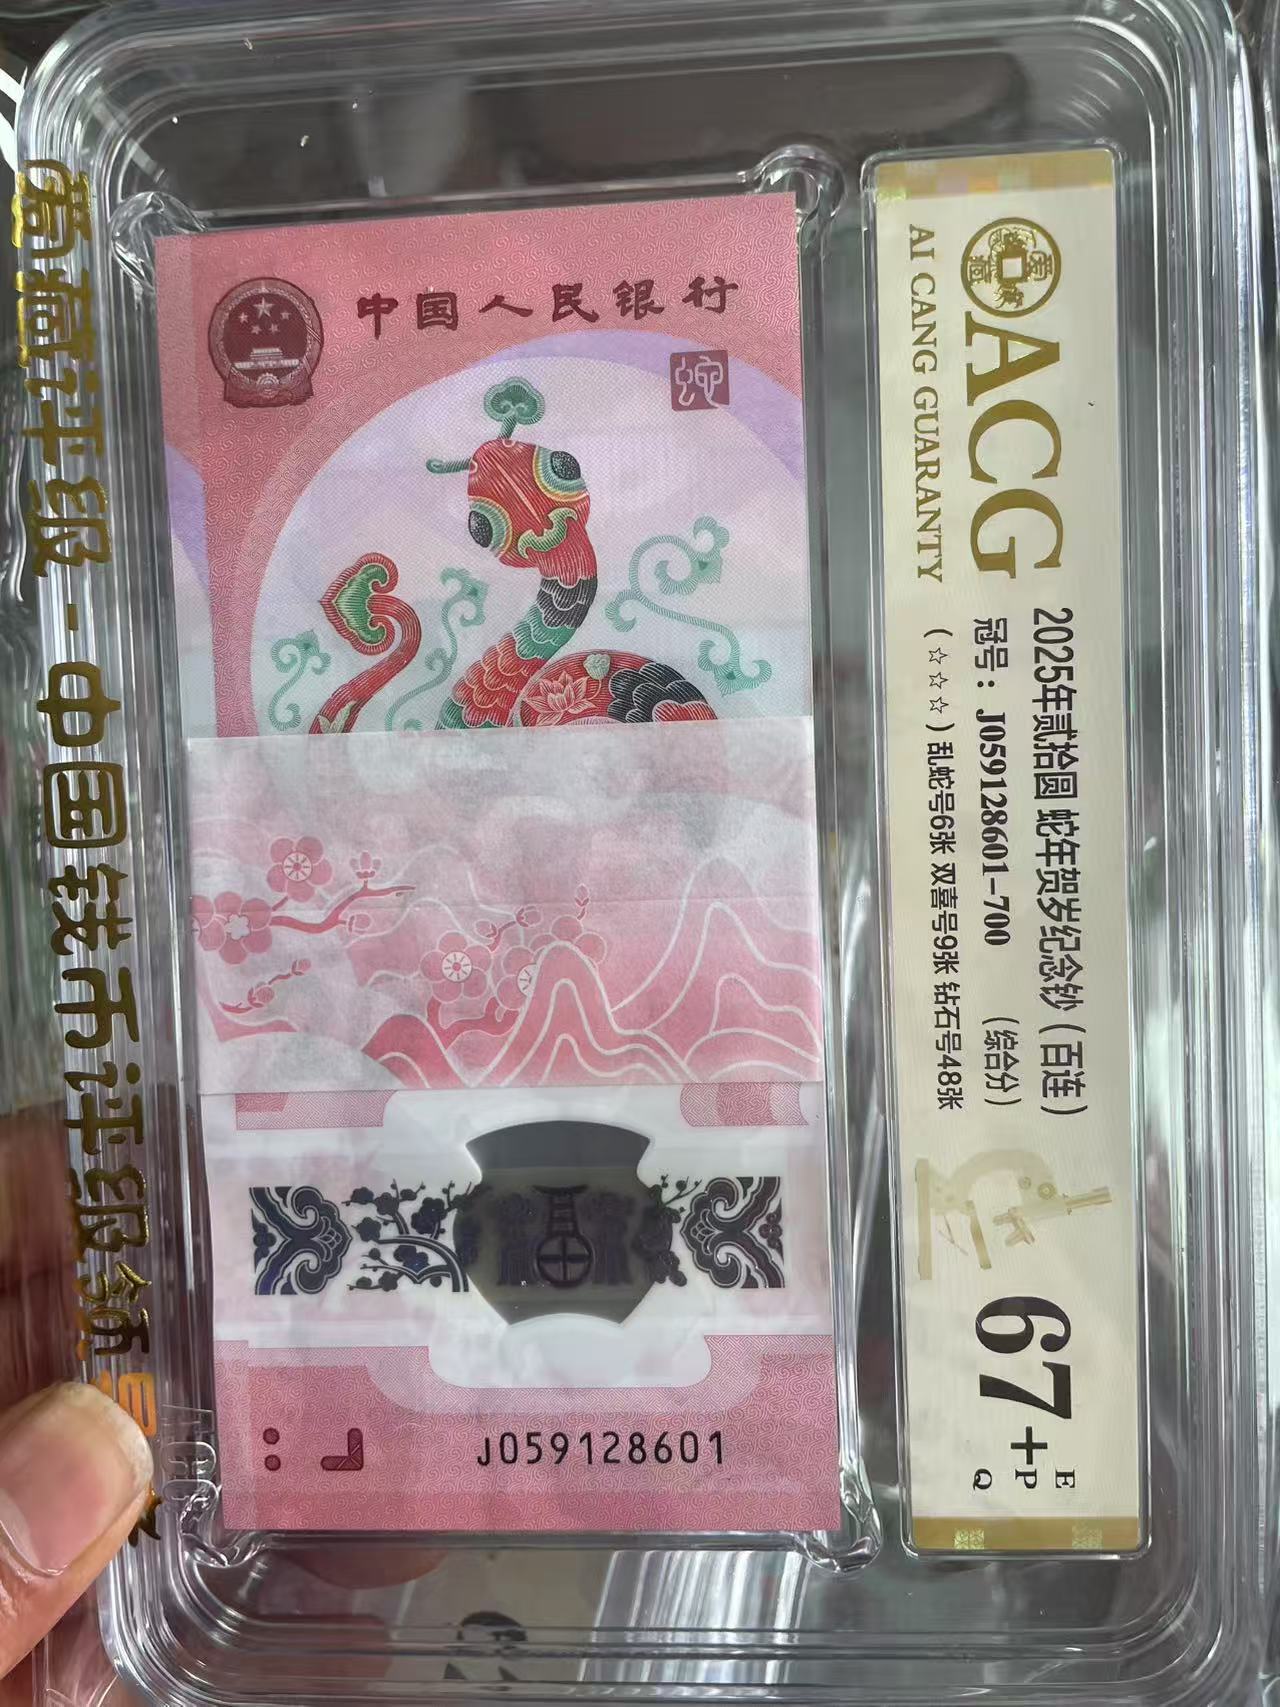 中国人民银行
蛇
J059128601
ACG
AI CANG GUARANTY
2025年贰拾圆 蛇年贺岁纪念钞（百连）
冠号：J059128601-700 （综合分）
（☆☆☆）乱蛇号6张 双喜号9张 钻石号48张
67+
E
P
Q
爱藏评级-中国钱币评级领